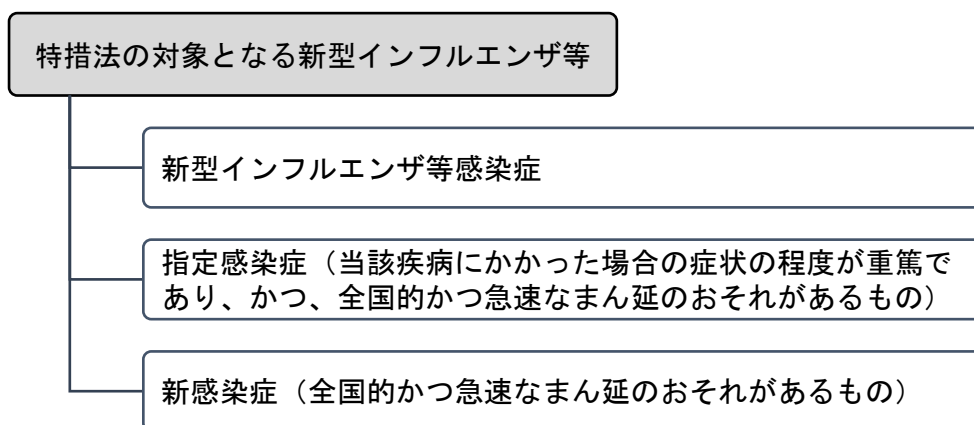 特措法の対象となる新型インフルエンザ等
新型インフルエンザ等感染症
指定感染症（当該疾病にかかった場合の症状の程度が重篤で
あり、かつ、全国的かつ急速なまん延のおそれがあるもの）
新感染症（全国的かつ急速なまん延のおそれがあるもの）